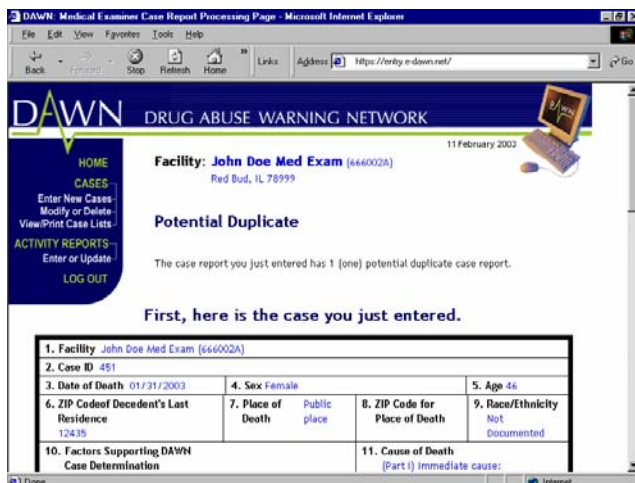 DAWN: Medical Examiner Case Report Processing Page - Microsoft Internet Explorer
File Edit View Favorites Tools Help
Back Forward Stop Refresh Home » Links Address https://entry.e-dawn.net/ Go
DAWN DRUG ABUSE WARNING NETWORK
11 February 2003
HOME
CASES
Enter New Cases
Modify or Delete
View/Print Case Lists
ACTIVITY REPORTS
Enter or Update
LOG OUT
Facility: John Doe Med Exam (666002A)
Red Bud, IL 78999
Potential Duplicate
The case report you just entered has 1 (one) potential duplicate case report.
First, here is the case you just entered.
1. Facility John Doe Med Exam (666002A)
2. Case ID 451
3. Date of Death 01/31/2003 4. Sex Female 5. Age 46
6. ZIP Codeof Decedent's Last Residence 12435
7. Place of Death Public place
8. ZIP Code for Place of Death
9. Race/Ethnicity Not Documented
10. Factors Supporting DAWN Case Determination
11. Cause of Death
(Part I) Immediate cause:
Done Internet